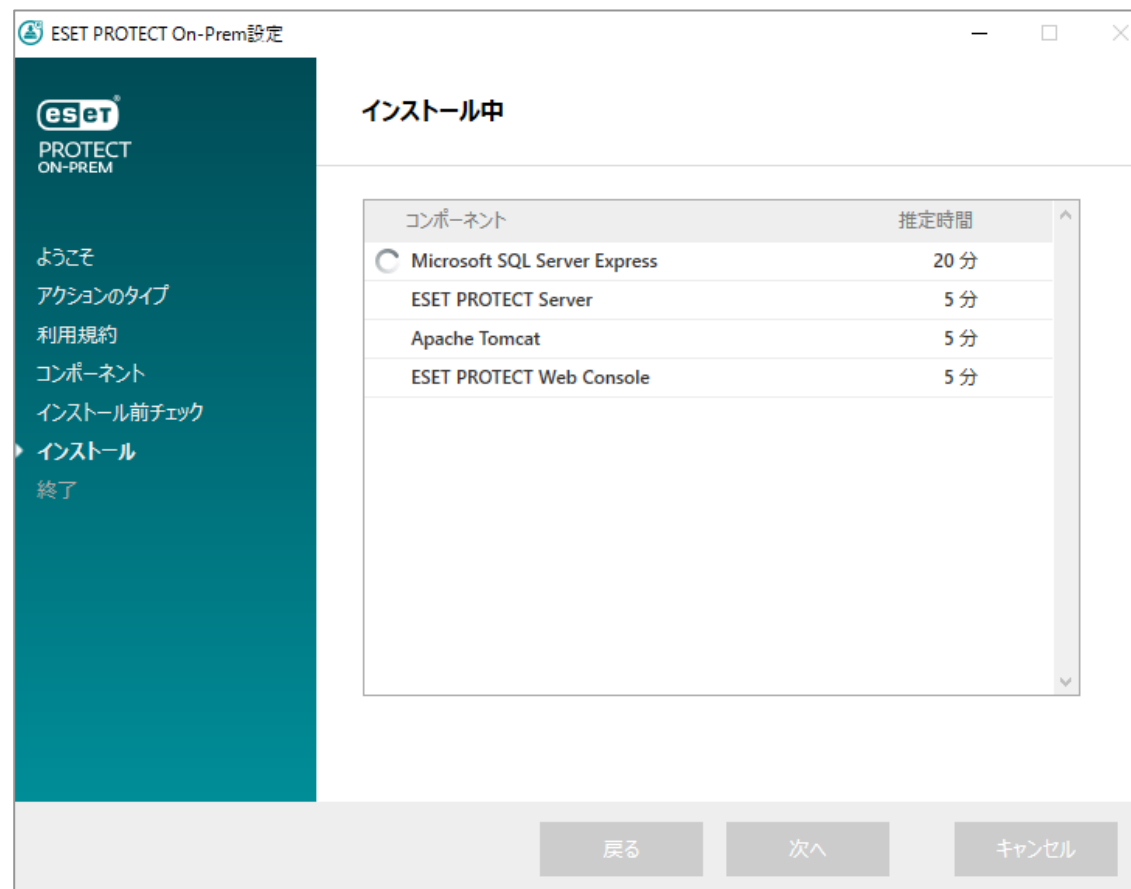 ESET PROTECT On-Prem設定
eseT®
PROTECT
ON-PREM
ようこそ
アクションのタイプ
利用規約
コンポーネント
インストール前チェック
インストール
終了
インストール中
コンポーネント 推定時間
Microsoft SQL Server Express 20 分
ESET PROTECT Server 5 分
Apache Tomcat 5 分
ESET PROTECT Web Console 5 分
戻る 次へ キャンセル